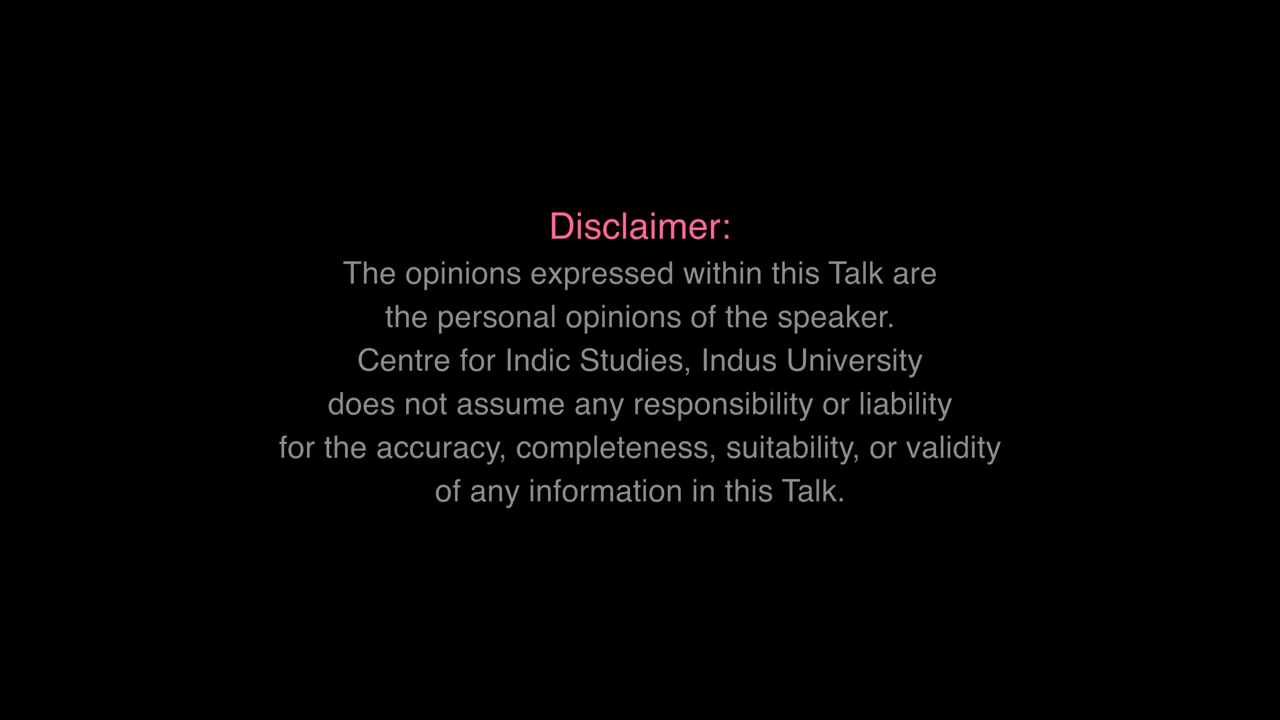 Disclaimer:
The opinions expressed within this Talk are
the personal opinions of the speaker.
Centre for Indic Studies, Indus University
does not assume any responsibility or liability
for the accuracy, completeness, suitability, or validity
of any information in this Talk.